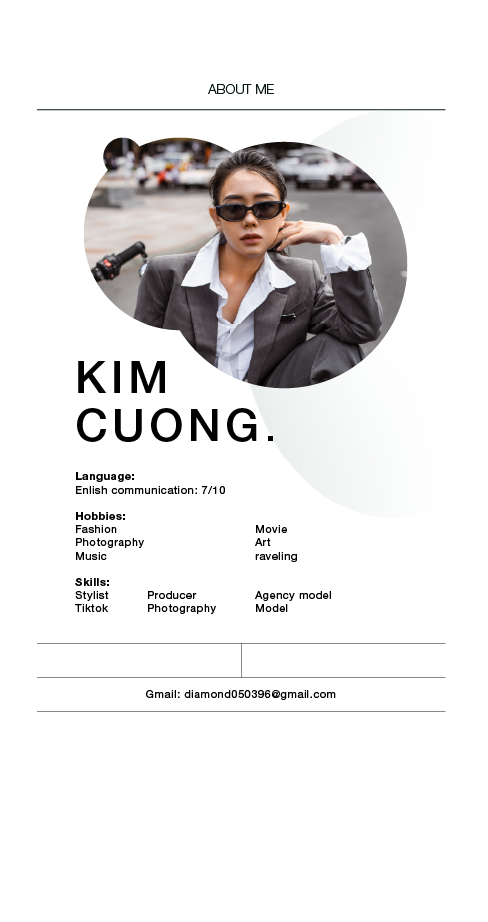 ABOUT ME
KIM
CUONG.
Language:
Enlish communication: 7/10
Hobbies:
Fashion Movie
Photography Art
Music raveling
Skills:
Stylist Producer Agency model
Tiktok Photography Model
Gmail: diamond050396@gmail.com